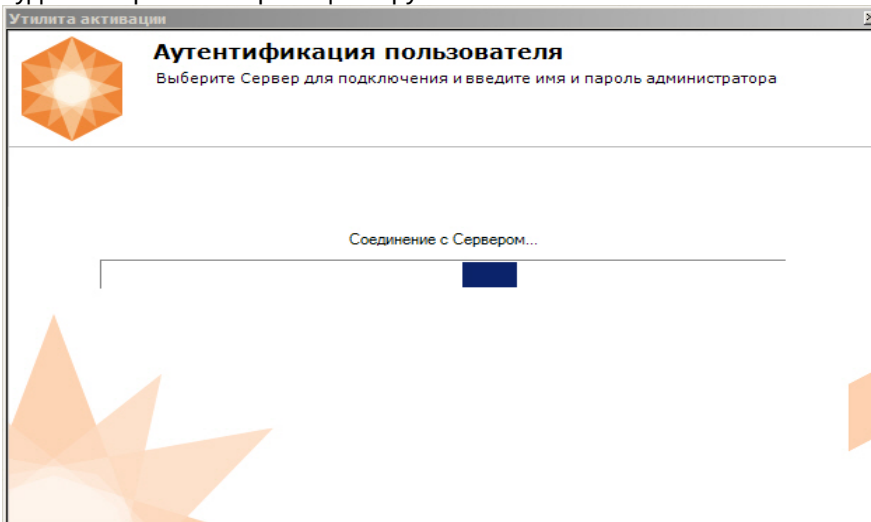 Утилита активации
Аутентификация пользователя
Выберите Сервер для подключения и введите имя и пароль администратора
Соединение с Сервером...